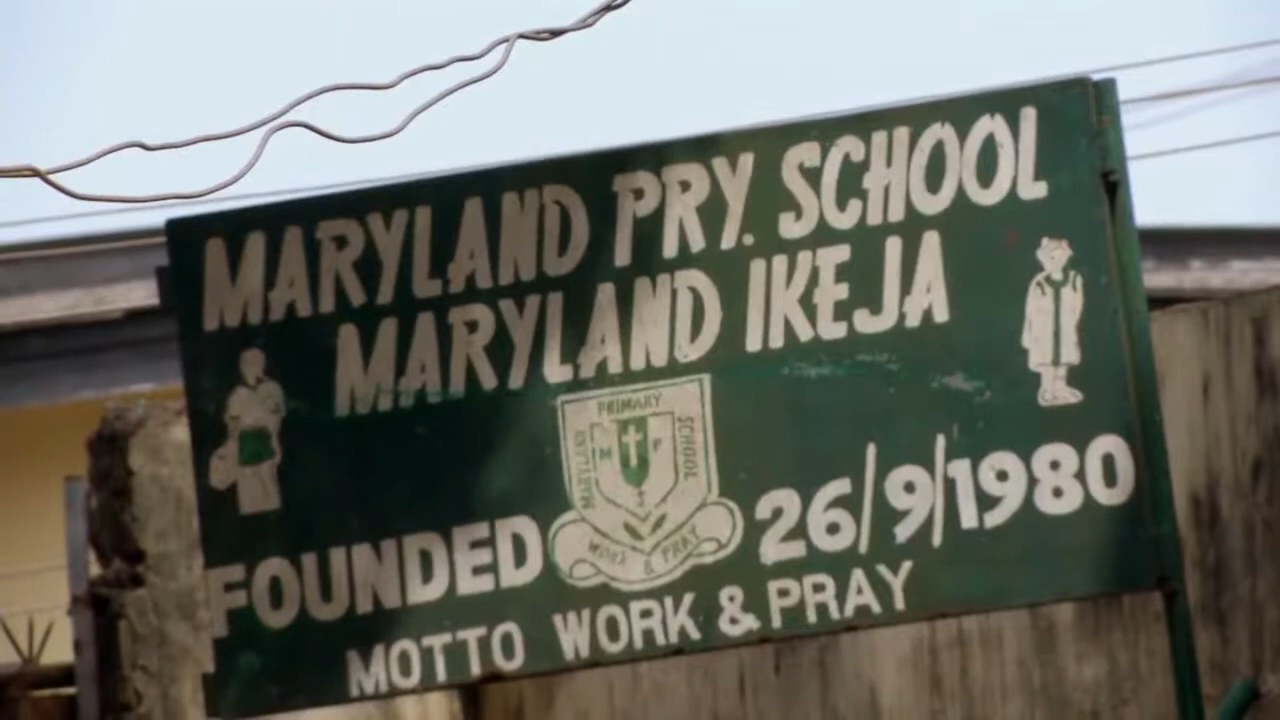 MARYLAND PRY. SCHOOL
MARYLAND IKEJA
PRIMARY
MARYLAND
SCHOOL
M P
WORK & PRAY
FOUNDED 26/9/1980
MOTTO WORK & PRAY